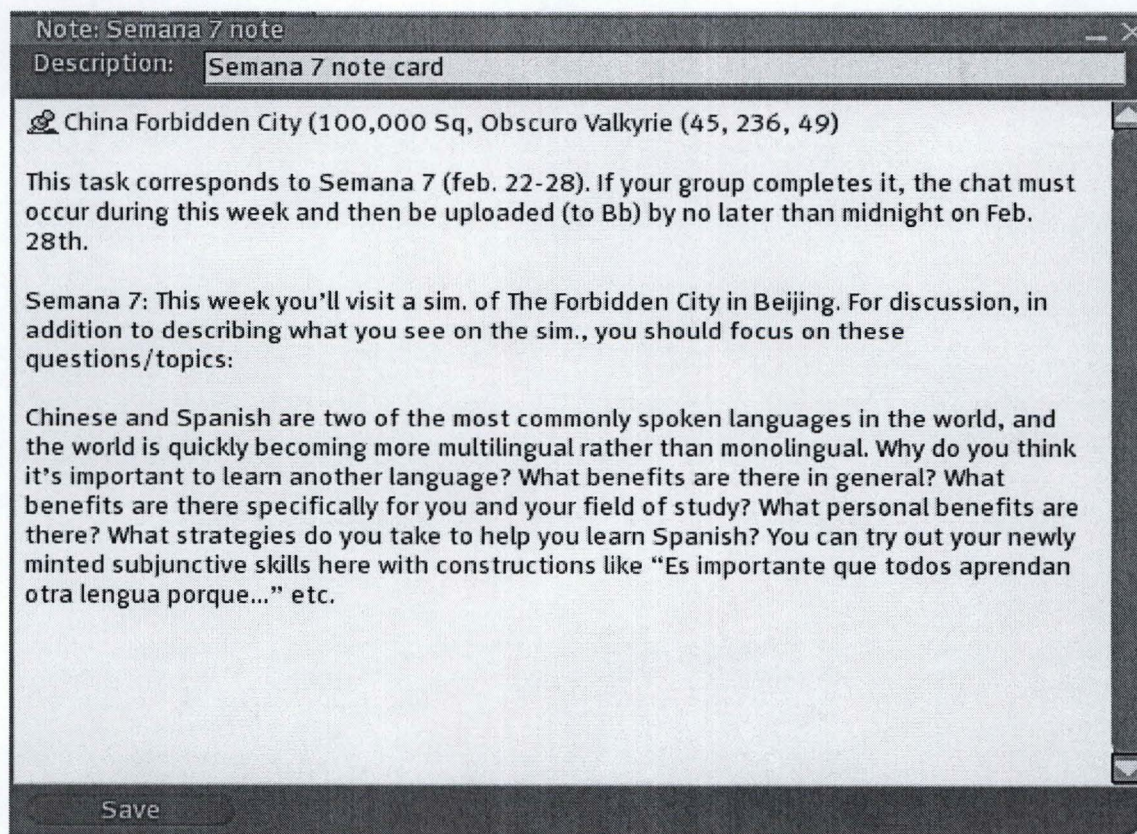 Note: Semana 7 note
Description: Semana 7 note card
China Forbidden City (100,000 Sq, Obscuro Valkyrie (45, 236, 49)
This task corresponds to Semana 7 (feb. 22-28). If your group completes it, the chat must
occur during this week and then be uploaded (to Bb) by no later than midnight on Feb.
28th.
Semana 7: This week you'll visit a sim. of The Forbidden City in Beijing. For discussion, in
addition to describing what you see on the sim., you should focus on these
questions/topics:
Chinese and Spanish are two of the most commonly spoken languages in the world, and
the world is quickly becoming more multilingual rather than monolingual. Why do you think
it's important to learn another language? What benefits are there in general? What
benefits are there specifically for you and your field of study? What personal benefits are
there? What strategies do you take to help you learn Spanish? You can try out your newly
minted subjunctive skills here with constructions like “Es importante que todos aprendan
otra lengua porque...” etc.
Save